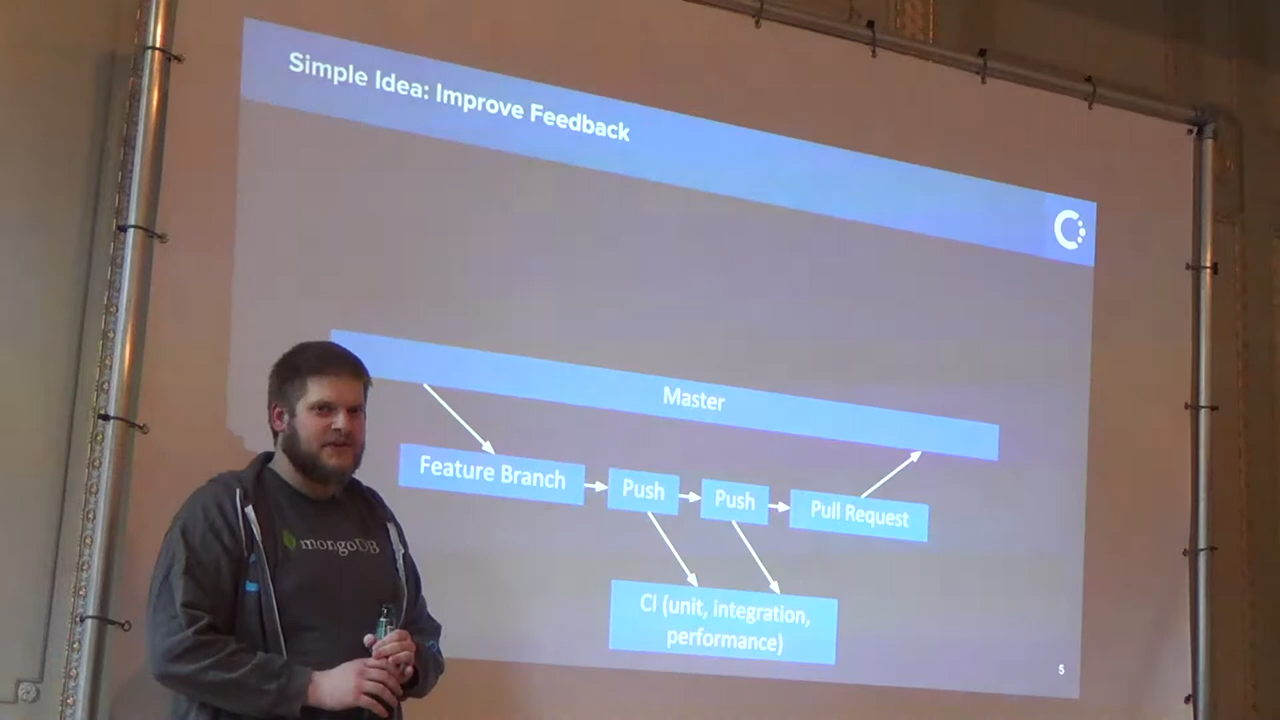 Simple Idea: Improve Feedback
Master
Feature Branch
Push
Push
Pull Request
CI (unit, integration,
performance)
mongoDB
5